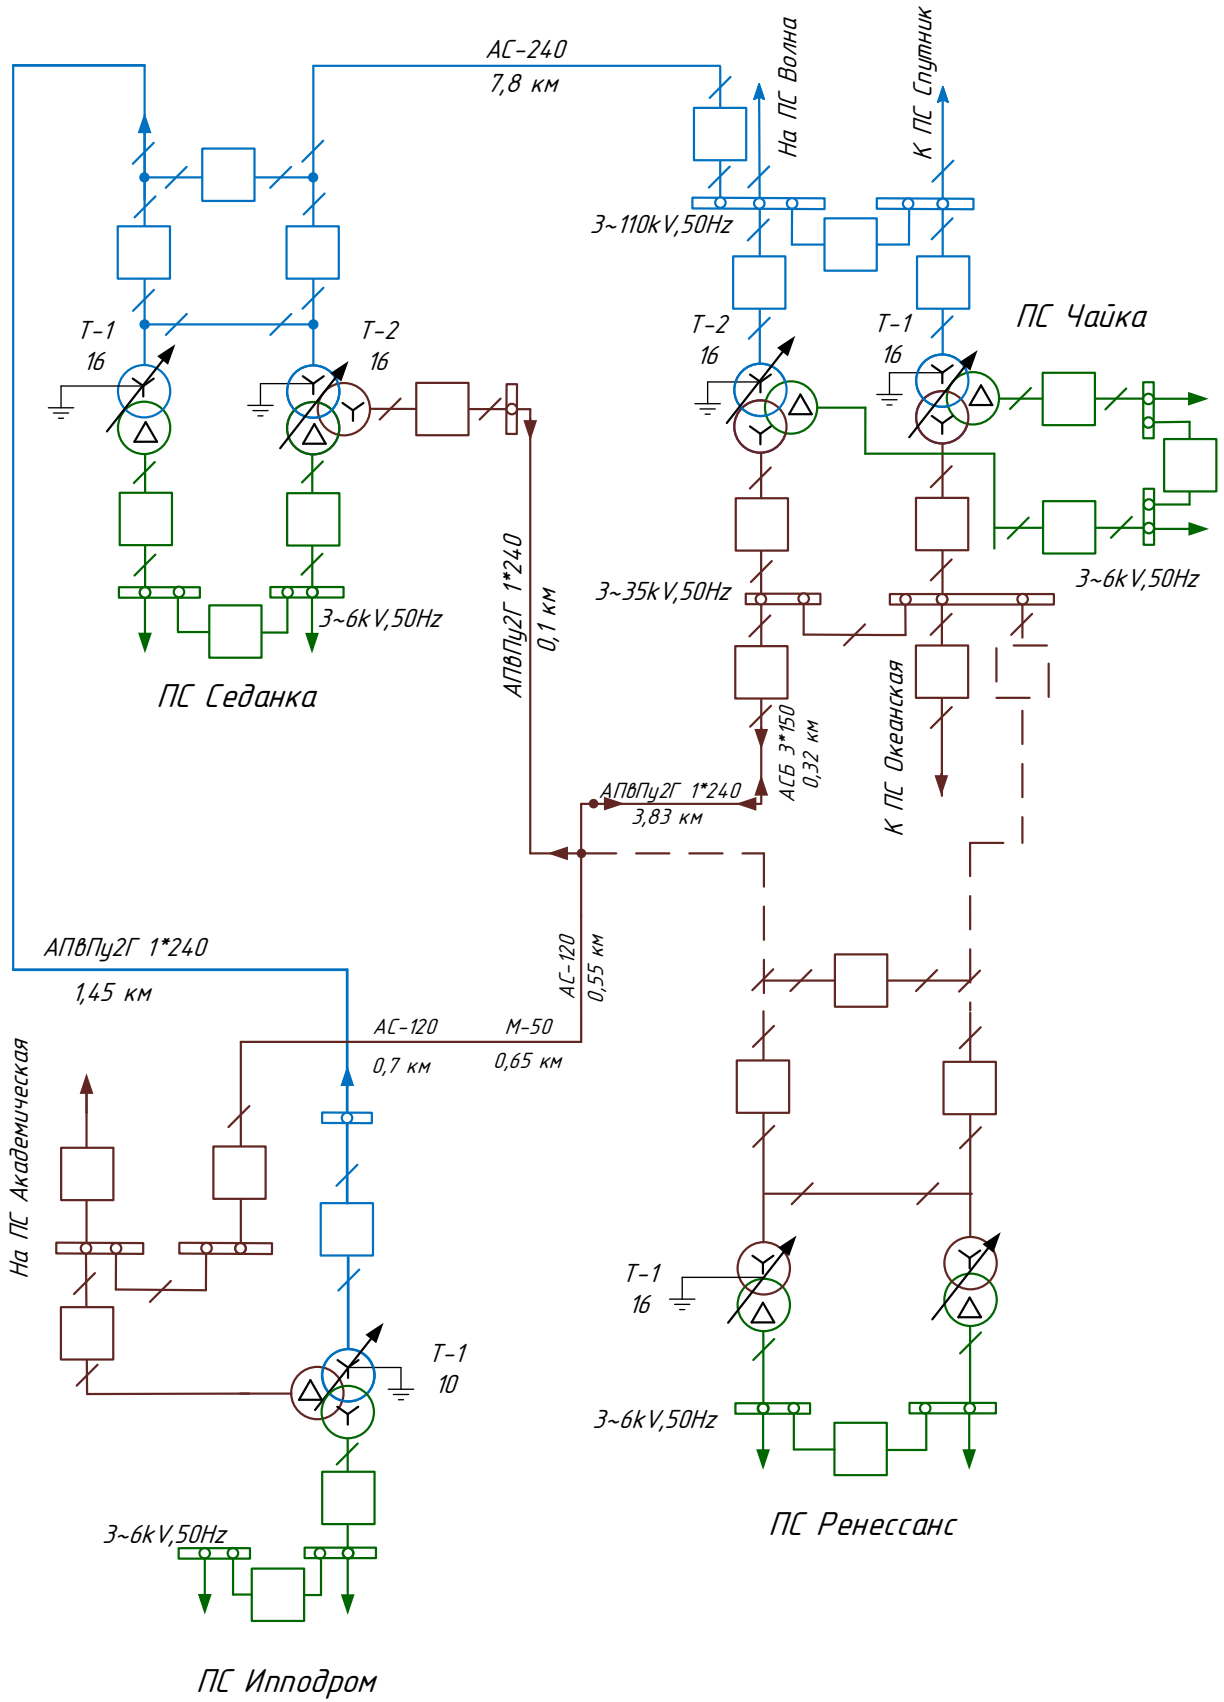 АС-240
7,8 км
На ПС Волна
К ПС Спутник
3~110kV,50Hz
ПС Чайка
Т-1
16
Т-2
16
Т-2
16
Т-1
16
АПвПу2Г 1*240
0,1 км
3~35kV,50Hz
3~6kV,50Hz
3~6kV,50Hz
ПС Седанка
АСБ 3*150
0,32 км
К ПС Океанская
АПвПу2Г 1*240
3,83 км
АПвПу2Г 1*240
1,45 км
АС-120
0,55 км
АС-120
0,7 км
М-50
0,65 км
На ПС Академическая
Т-1
16
Т-1
10
3~6kV,50Hz
ПС Ренессанс
3~6kV,50Hz
ПС Ипподром